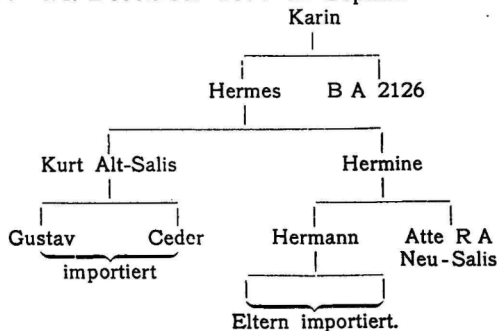 Karin
Hermes B A 2126
Kurt Alt-Salis Hermine
Gustav Ceder Hermann Atte R A
importiert Neu-Salis
Eltern importiert.